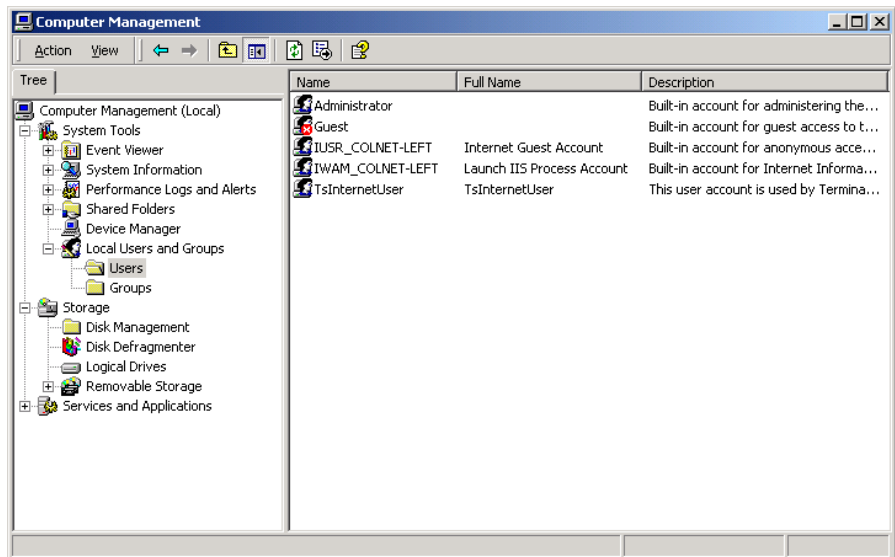 Computer Management
Action View
Tree
Name Full Name Description
Computer Management (Local)
System Tools
Event Viewer
System Information
Performance Logs and Alerts
Shared Folders
Device Manager
Local Users and Groups
Users
Groups
Storage
Disk Management
Disk Defragmenter
Logical Drives
Removable Storage
Services and Applications
Administrator Built-in account for administering the...
Guest Built-in account for guest access to t...
IUSR_COLNET-LEFT Internet Guest Account Built-in account for anonymous acce...
IWAM_COLNET-LEFT Launch IIS Process Account Built-in account for Internet Informa...
TsInternetUser TsInternetUser This user account is used by Termina...